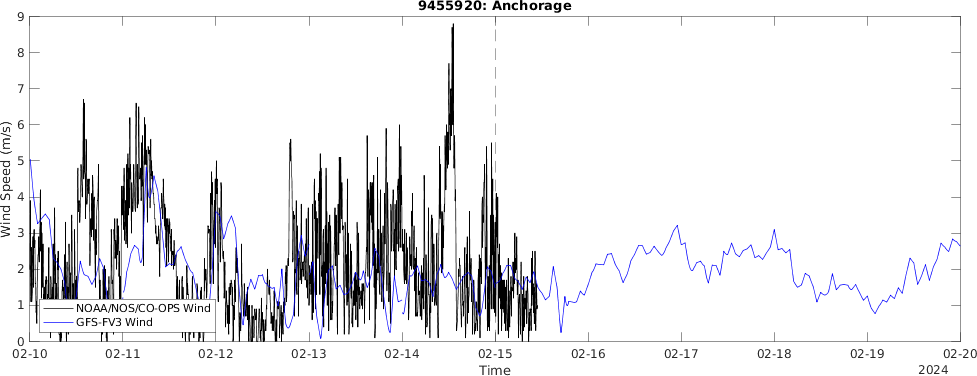 9455920: Anchorage
Wind Speed (m/s)
9
8
7
6
5
4
3
2
1
0
NOAA/NOS/CO-OPS Wind
GFS-FV3 Wind
02-10 02-11 02-12 02-13 02-14 02-15 02-16 02-17 02-18 02-19 02-20
Time
2024